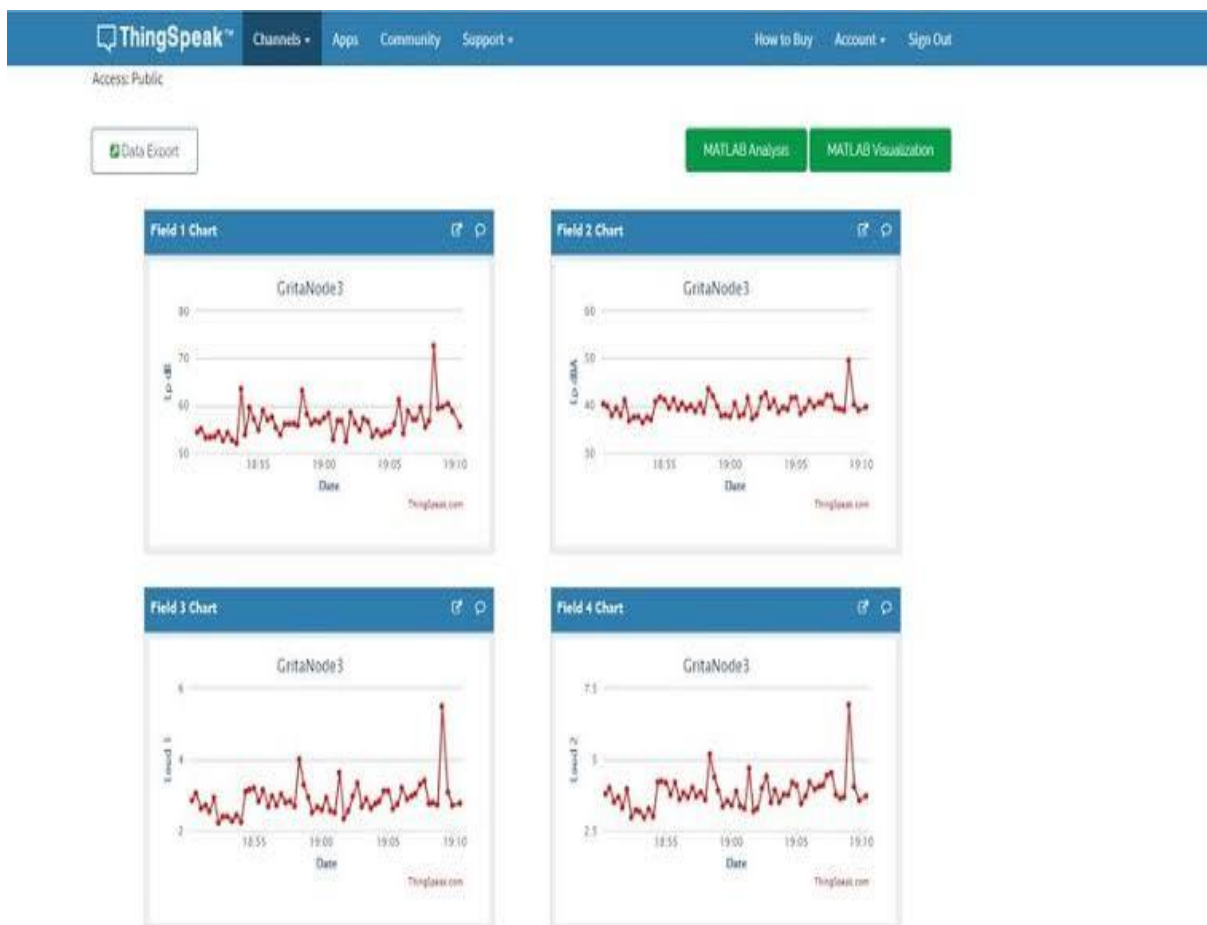 ThingSpeak™ Channels Apps Community Support How to Buy Account Sign Out
Access: Public
Data Export MATLAB Analysis MATLAB Visualization
Field 1 Chart
GritaNode3
80
70
60
50
Lp dB
18:55 19:00 19:05 19:10
Date
ThingSpeak.com
Field 2 Chart
GritaNode3
60
50
40
30
Lp dBA
18:55 19:00 19:05 19:10
Date
ThingSpeak.com
Field 3 Chart
GritaNode3
6
4
2
Loud 1
18:55 19:00 19:05 19:10
Date
ThingSpeak.com
Field 4 Chart
GritaNode3
7.5
5
2.5
Loud 2
18:55 19:00 19:05 19:10
Date
ThingSpeak.com